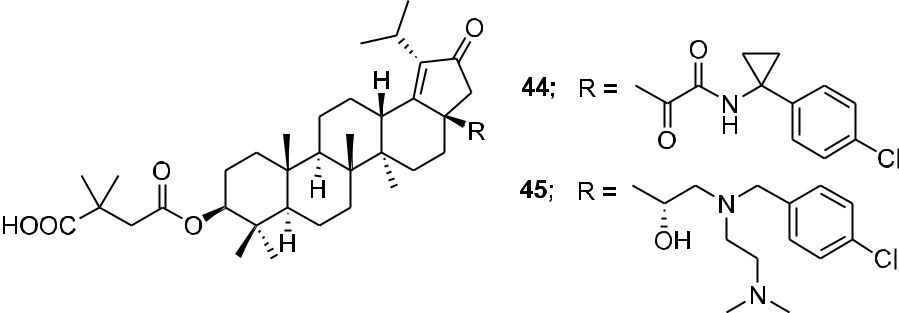 O
H
R
H
H
O
O
HOOC
44; R =
O
O
N
H
Cl
45; R =
OH
N
N
Cl